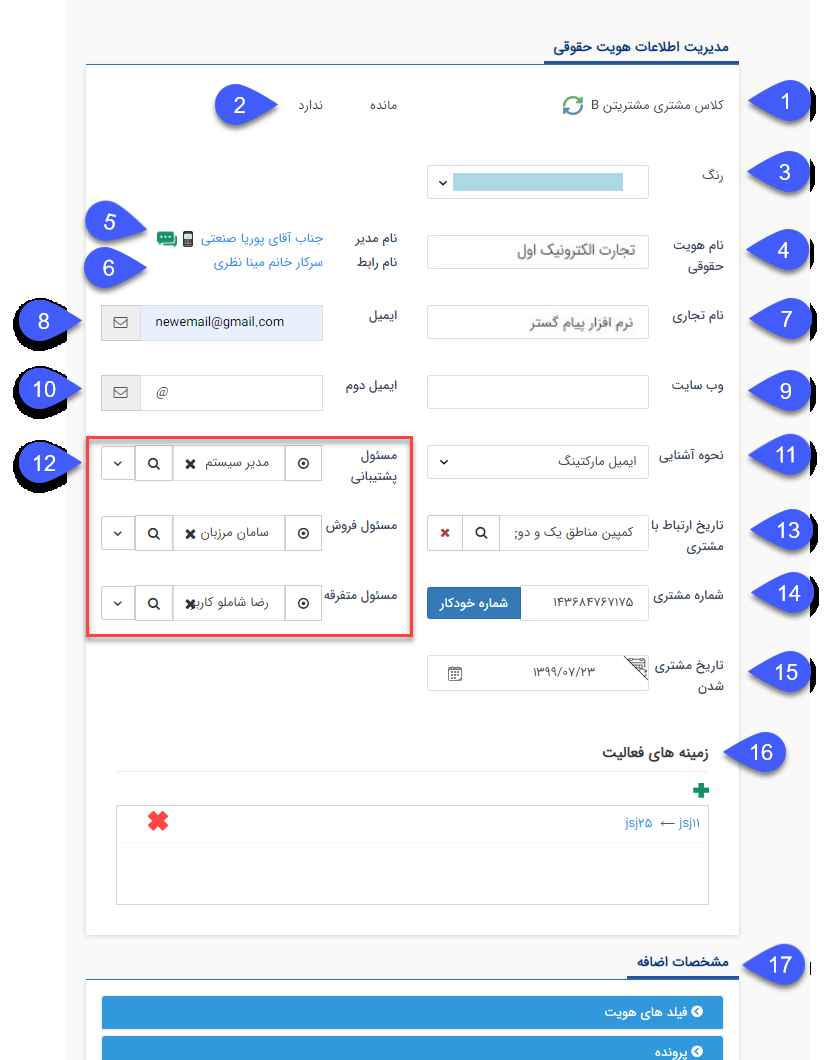 مدیریت اطلاعات هویت حقوقی
1
کلاس مشتری مشتریتن B
مانده
ندارد
2
3
رنگ
4
نام هویت حقوقی
تجارت الکترونیک اول
نام مدیر
جناب آقای پوریا صنعتی
5
نام رابط
سرکار خانم مینا نظری
6
7
نام تجاری
نرم افزار پیام گستر
ایمیل
newemail@gmail.com
8
9
وب سایت
ایمیل دوم
@
10
11
نحوه آشنایی
ایمیل مارکتینگ
مسئول پشتیبانی
مدیر سیستم
12
13
تاریخ ارتباط با مشتری
کمپین مناطق یک و دو;
مسئول فروش
سامان مرزبان
14
شماره مشتری
۱۴۳۶۸۴۷۶۷۱۷۵
شماره خودکار
مسئول متفرقه
رضا شاملو کاربر
15
تاریخ مشتری شدن
۱۳۹۹/۰۷/۲۳
16
زمینه های فعالیت
jsj۱۱ ← jsj۲۵
17
مشخصات اضافه
فیلد های هویت
پرونده